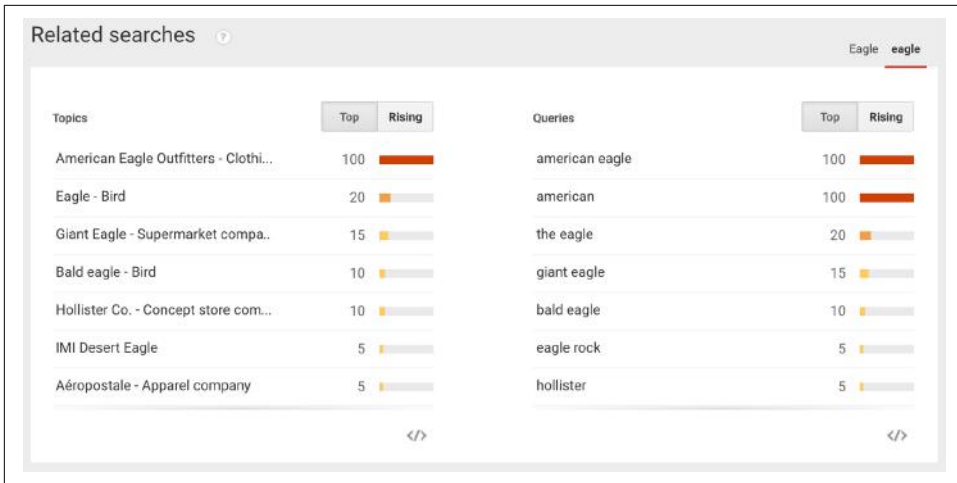 Related searches ?
Eagle eagle
Topics Top Rising
American Eagle Outfitters - Clothi... 100
Eagle - Bird 20
Giant Eagle - Supermarket compa.. 15
Bald eagle - Bird 10
Hollister Co. - Concept store com... 10
IMI Desert Eagle 5
Aéropostale - Apparel company 5
</>
Queries Top Rising
american eagle 100
american 100
the eagle 20
giant eagle 15
bald eagle 10
eagle rock 5
hollister 5
</>